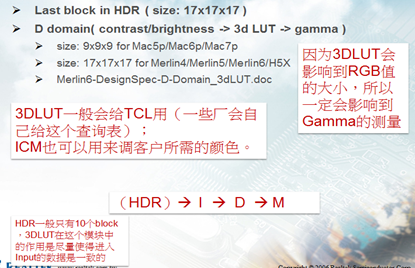 Last block in HDR ( size: 17x17x17 )
D domain( contrast/brightness -> 3d LUT -> gamma )
size: 9x9x9 for Mac5p/Mac6p/Mac7p
size: 17x17x17 for Merlin4/Merlin5/Merlin6/H5X
Merlin6-DesignSpec-D-Domain_3dLUT.doc
因为3DLUT会
影响到RGB值
的大小，所以
一定会影响到
Gamma的测量
3DLUT一般会给TCL用（一些厂会自
己给这个查询表）；
ICM也可以用来调客户所需的颜色。
(HDR) → I → D → M
HDR一般只有10个block
，3DLUT在这个模块中
的作用是尽量使得进入
Input的数据是一致的